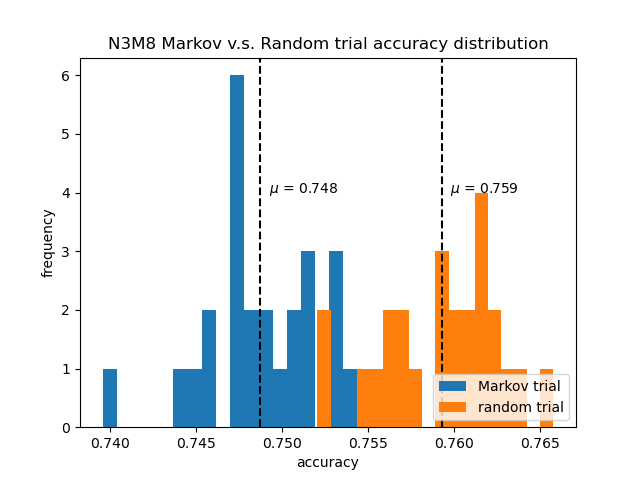 N3M8 Markov v.s. Random trial accuracy distribution
frequency
6
5
4
3
2
1
0
μ = 0.748
μ = 0.759
Markov trial
random trial
0.740 0.745 0.750 0.755 0.760 0.765
accuracy